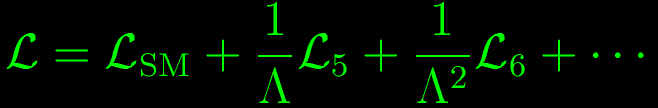 ℒ = ℒ_SM + 1/Λ ℒ_5 + 1/Λ² ℒ_6 + ⋯